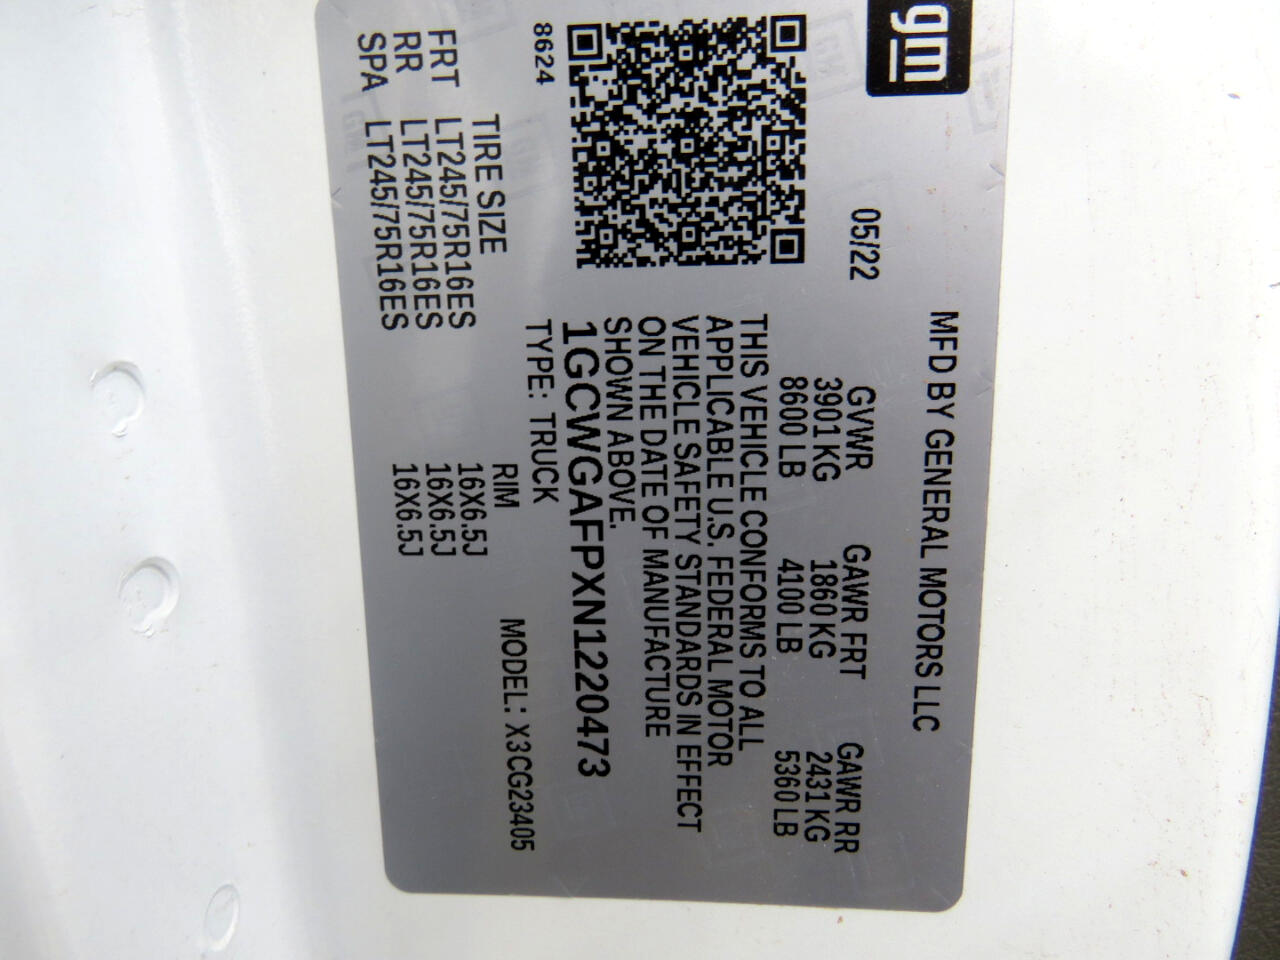 gm
MFD BY GENERAL MOTORS LLC
05/22
GVWR GAWR FRT GAWR RR
3901 KG 1860 KG 2431 KG
8600 LB 4100 LB 5360 LB
THIS VEHICLE CONFORMS TO ALL
APPLICABLE U.S. FEDERAL MOTOR
VEHICLE SAFETY STANDARDS IN EFFECT
ON THE DATE OF MANUFACTURE
SHOWN ABOVE.
1GCWGAFPXN1220473
TYPE: TRUCK
8624
MODEL: X3CG23405
TIRE SIZE RIM
FRT LT245/75R16ES 16X6.5J
RR LT245/75R16ES 16X6.5J
SPA LT245/75R16ES 16X6.5J